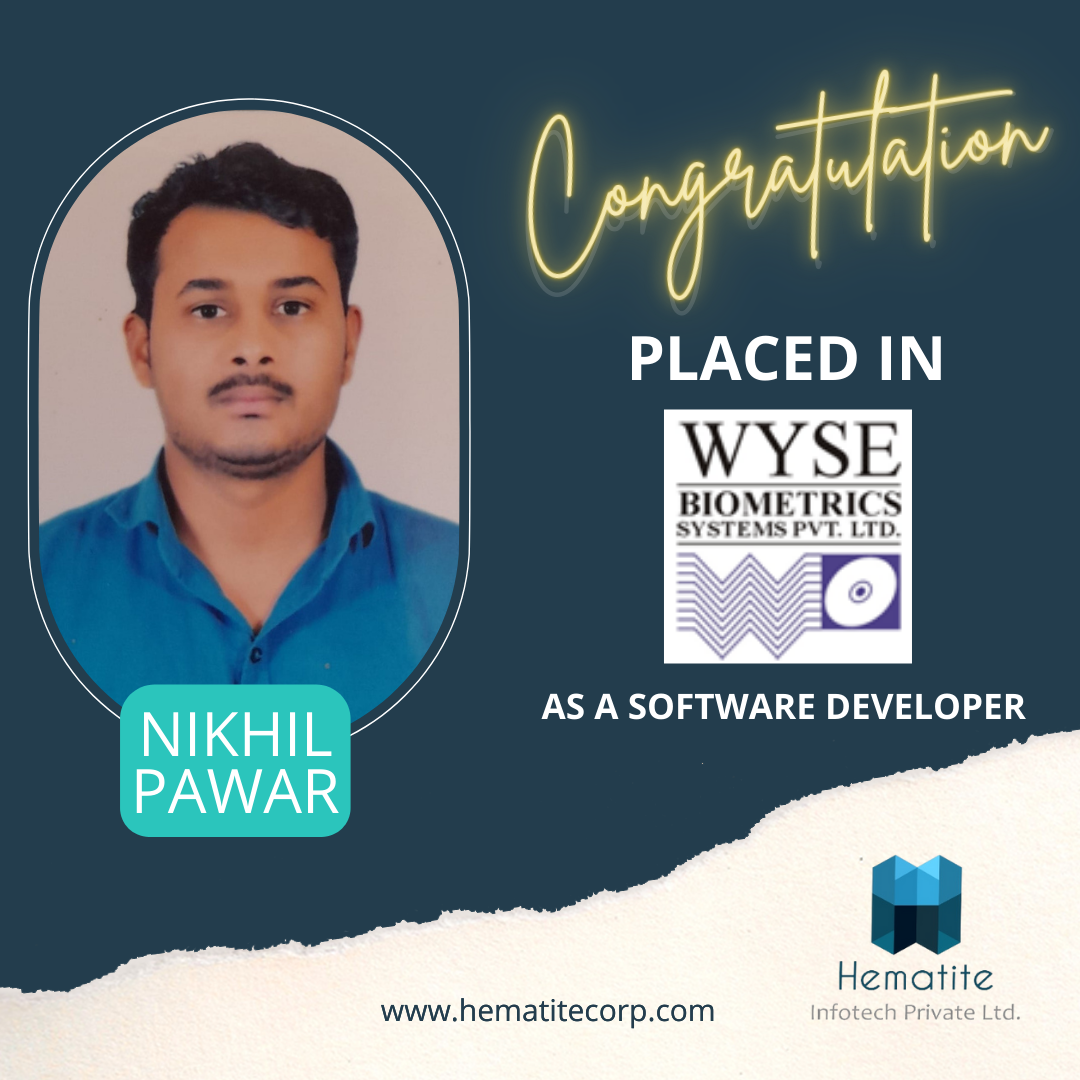 Congratulation
PLACED IN
WYSE
BIOMETRICS
SYSTEMS PVT. LTD.
AS A SOFTWARE DEVELOPER
NIKHIL
PAWAR
Hematite
Infotech Private Ltd.
www.hematitecorp.com